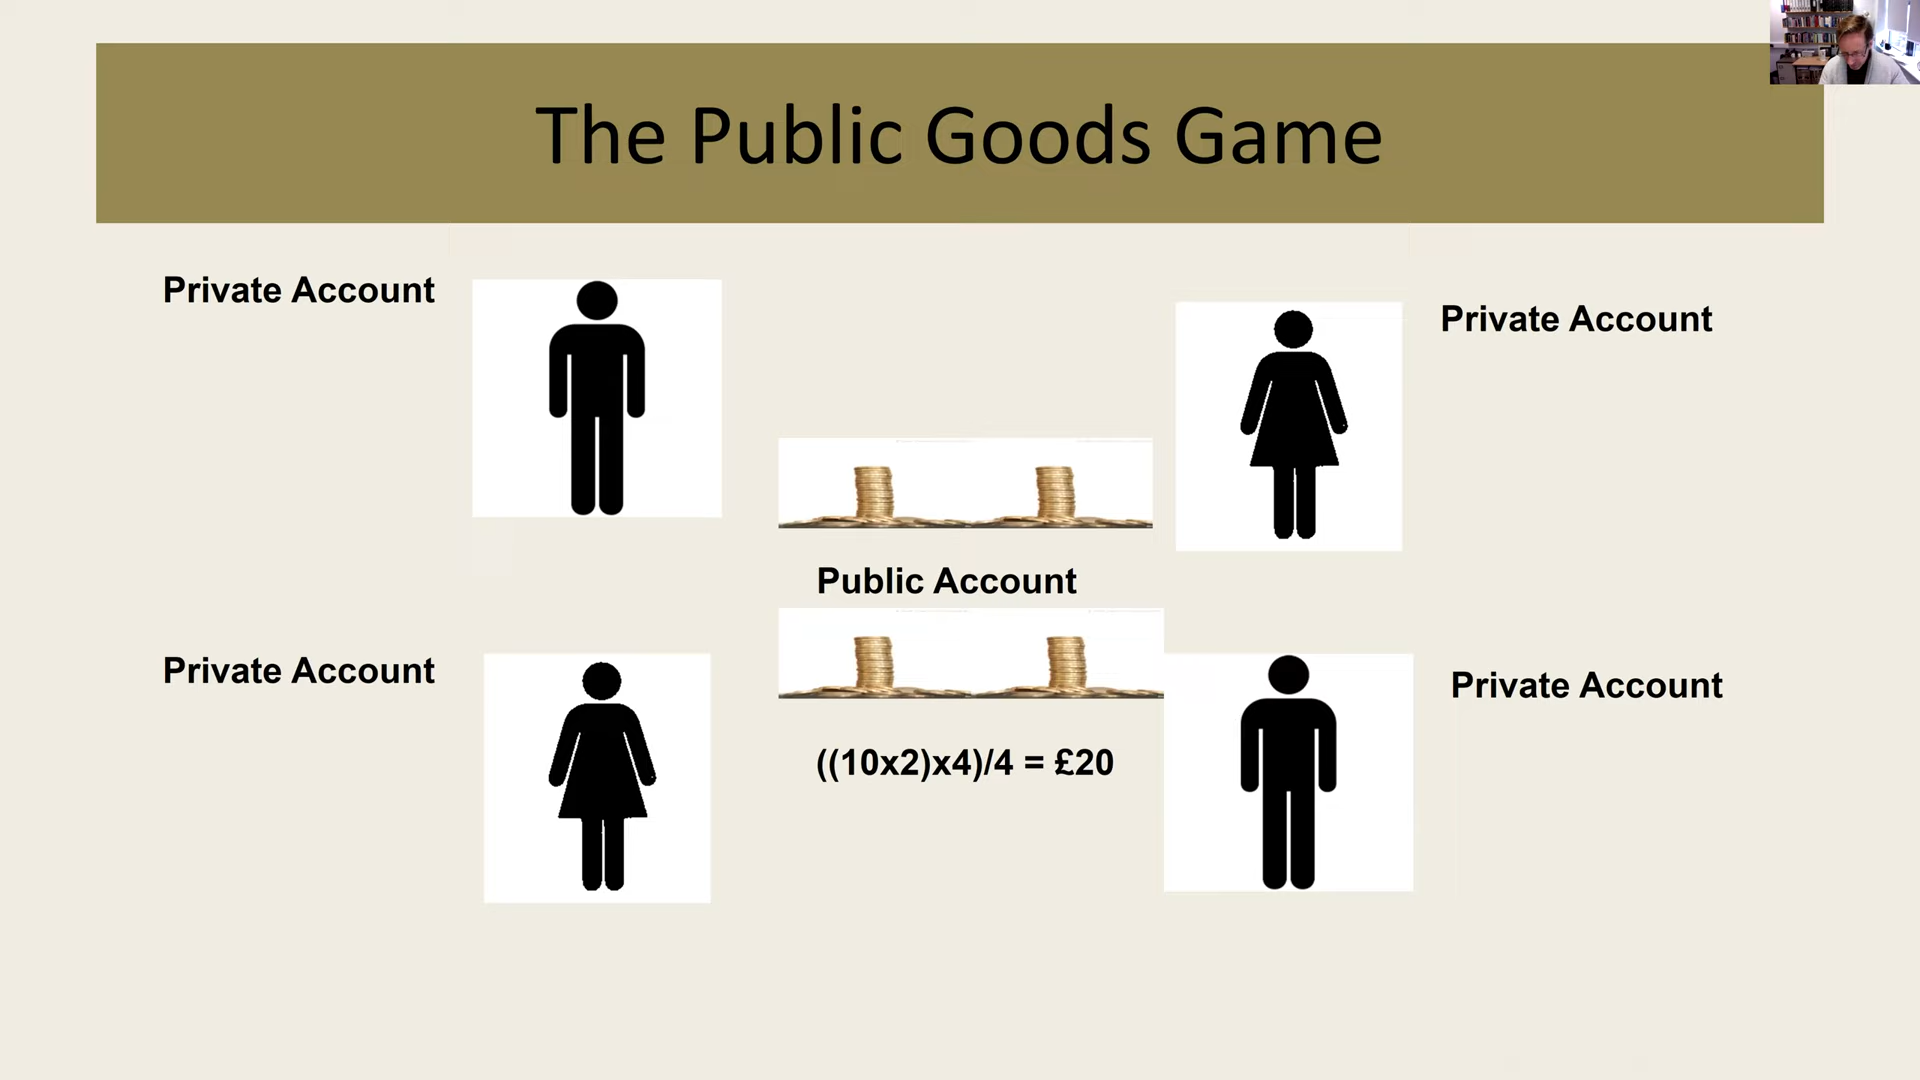 The Public Goods Game
Private Account
Private Account
Public Account
Private Account
Private Account
((10x2)x4)/4 = £20